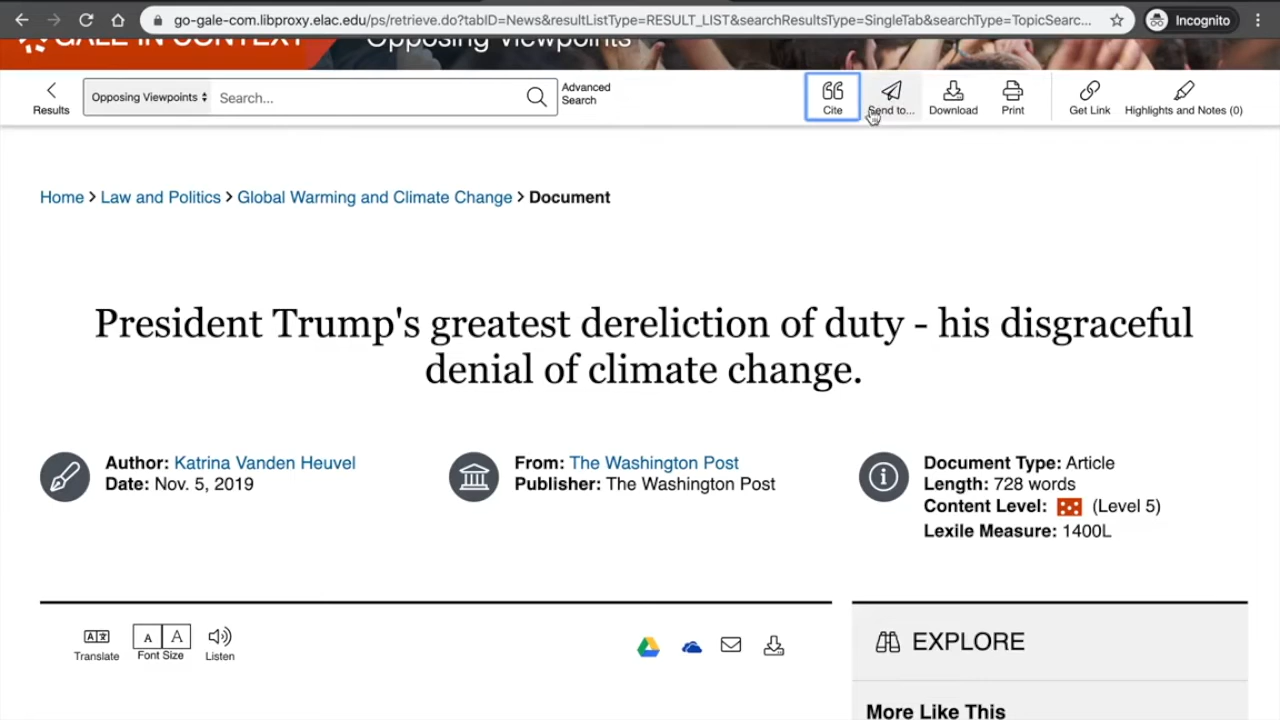 go-gale-com.libproxy.elac.edu/ps/retrieve.do?tabID=News&resultListType=RESULT_LIST&searchResultsType=SingleTab&searchType=TopicSearc...
Incognito
GALE IN CONTEXT
Opposing Viewpoints
Results
Opposing Viewpoints
Search...
Advanced
Search
Cite
Send to...
Download
Print
Get Link
Highlights and Notes (0)
Home > Law and Politics > Global Warming and Climate Change > Document
President Trump's greatest dereliction of duty - his disgraceful
denial of climate change.
Author: Katrina Vanden Heuvel
Date: Nov. 5, 2019
From: The Washington Post
Publisher: The Washington Post
Document Type: Article
Length: 728 words
Content Level: (Level 5)
Lexile Measure: 1400L
Translate
A A
Font Size
Listen
EXPLORE
More Like This